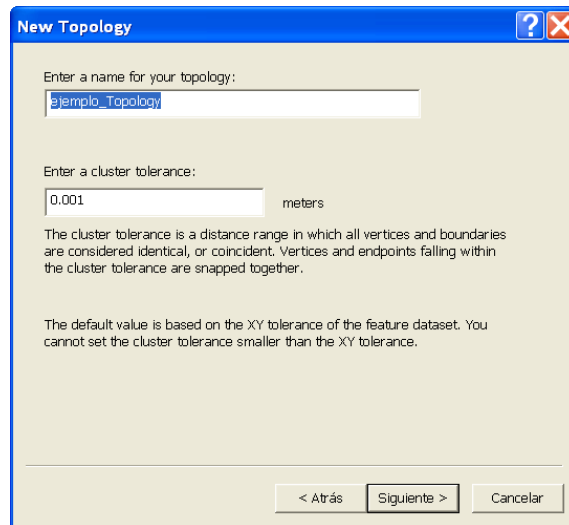 New Topology
Enter a name for your topology:
ejemplo_Topology
Enter a cluster tolerance:
0.001 meters
The cluster tolerance is a distance range in which all vertices and boundaries
are considered identical, or coincident. Vertices and endpoints falling within
the cluster tolerance are snapped together.
The default value is based on the XY tolerance of the feature dataset. You
cannot set the cluster tolerance smaller than the XY tolerance.
< Atrás Siguiente > Cancelar